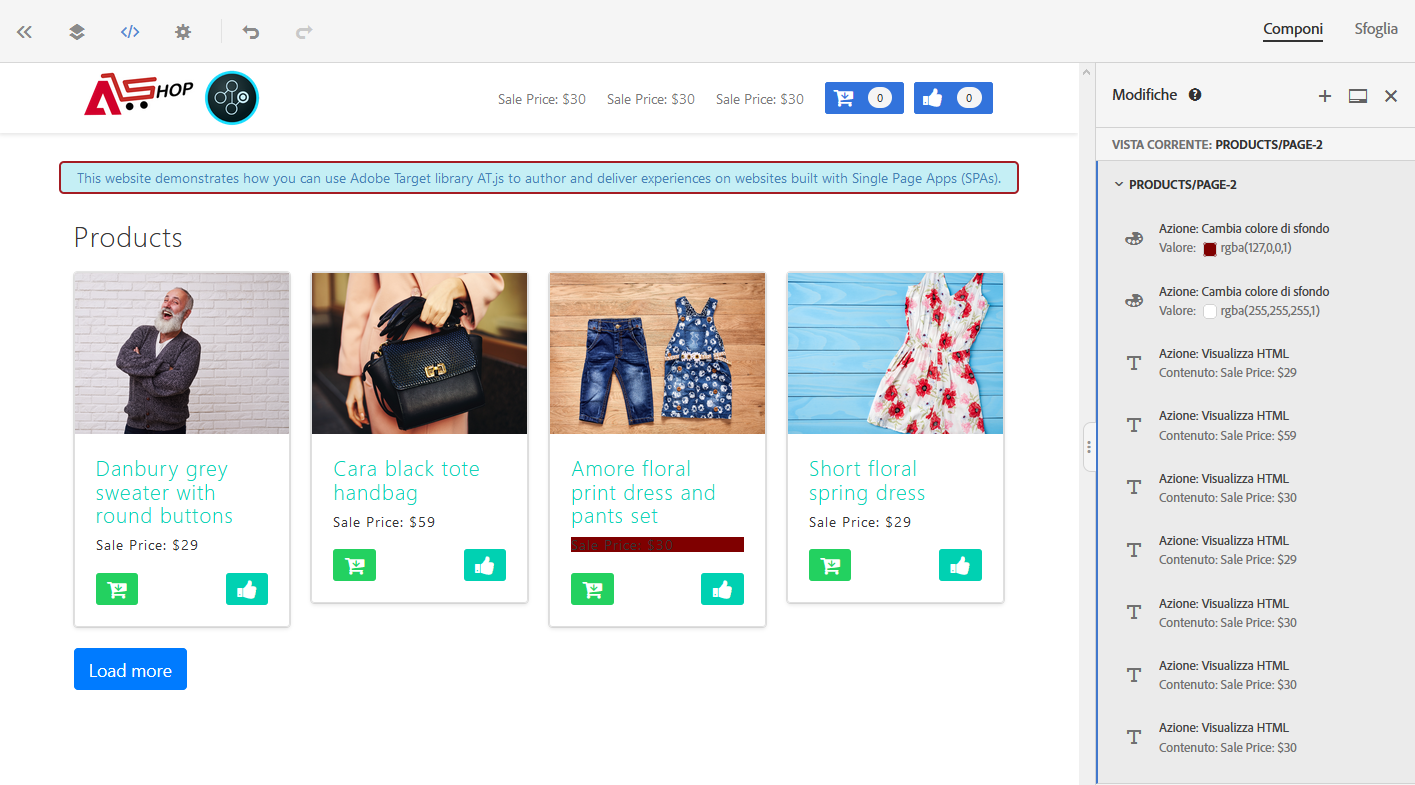 Componi
Sfoglia
A SHOP
Sale Price: $30
Sale Price: $30
Sale Price: $30
0
0
This website demonstrates how you can use Adobe Target library AT.js to author and deliver experiences on websites built with Single Page Apps (SPAs).
Products
Danbury grey
sweater with
round buttons
Sale Price: $29
Cara black tote
handbag
Sale Price: $59
Amore floral
print dress and
pants set
Sale Price: $30
Short floral
spring dress
Sale Price: $29
Load more
Modifiche
VISTA CORRENTE: PRODUCTS/PAGE-2
PRODUCTS/PAGE-2
Azione: Cambia colore di sfondo
Valore: rgba(127,0,0,1)
Azione: Cambia colore di sfondo
Valore: rgba(255,255,255,1)
Azione: Visualizza HTML
Contenuto: Sale Price: $29
Azione: Visualizza HTML
Contenuto: Sale Price: $59
Azione: Visualizza HTML
Contenuto: Sale Price: $30
Azione: Visualizza HTML
Contenuto: Sale Price: $29
Azione: Visualizza HTML
Contenuto: Sale Price: $30
Azione: Visualizza HTML
Contenuto: Sale Price: $30
Azione: Visualizza HTML
Contenuto: Sale Price: $30